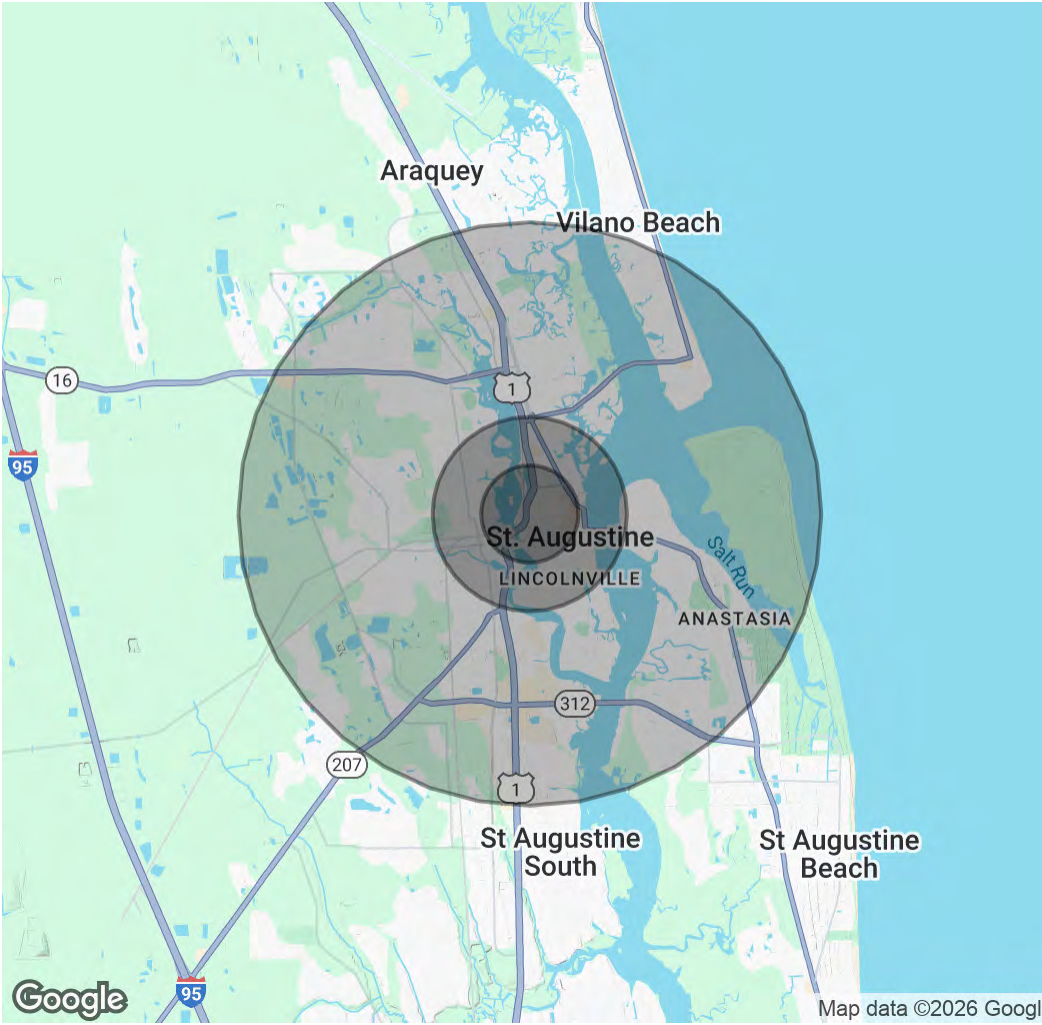 Araquey
Vilano Beach
16
1
95
St. Augustine
Salt Run
LINCOLNVILLE
ANASTASIA
312
207
1
St Augustine
South
St Augustine
Beach
95
Google
Map data ©2026 Googl